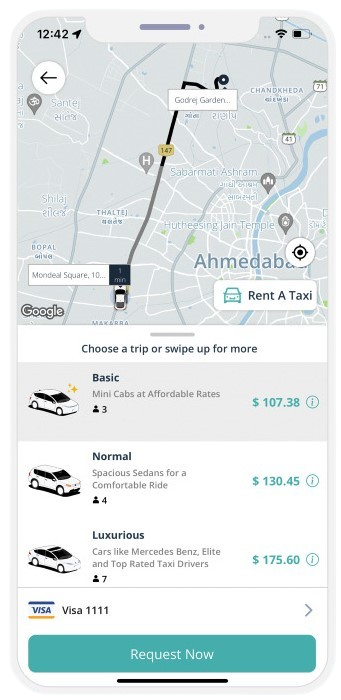 12:42
CHANDKHEDA
71
Godrej Garden...
Santej
147
41
H
Sabarmati Ashram
Shilaj
THALTEJ
Hutheesing Jain Temple
BOPAL
Ahmedabad
Mondeal Square, 10...
1
min
Rent A Taxi
Google
MAKARBA
Choose a trip or swipe up for more
Basic
Mini Cabs at Affordable Rates
3
$ 107.38
Normal
Spacious Sedans for a
Comfortable Ride
4
$ 130.45
Luxurious
Cars like Mercedes Benz, Elite
and Top Rated Taxi Drivers
7
$ 175.60
VISA
Visa 1111
Request Now